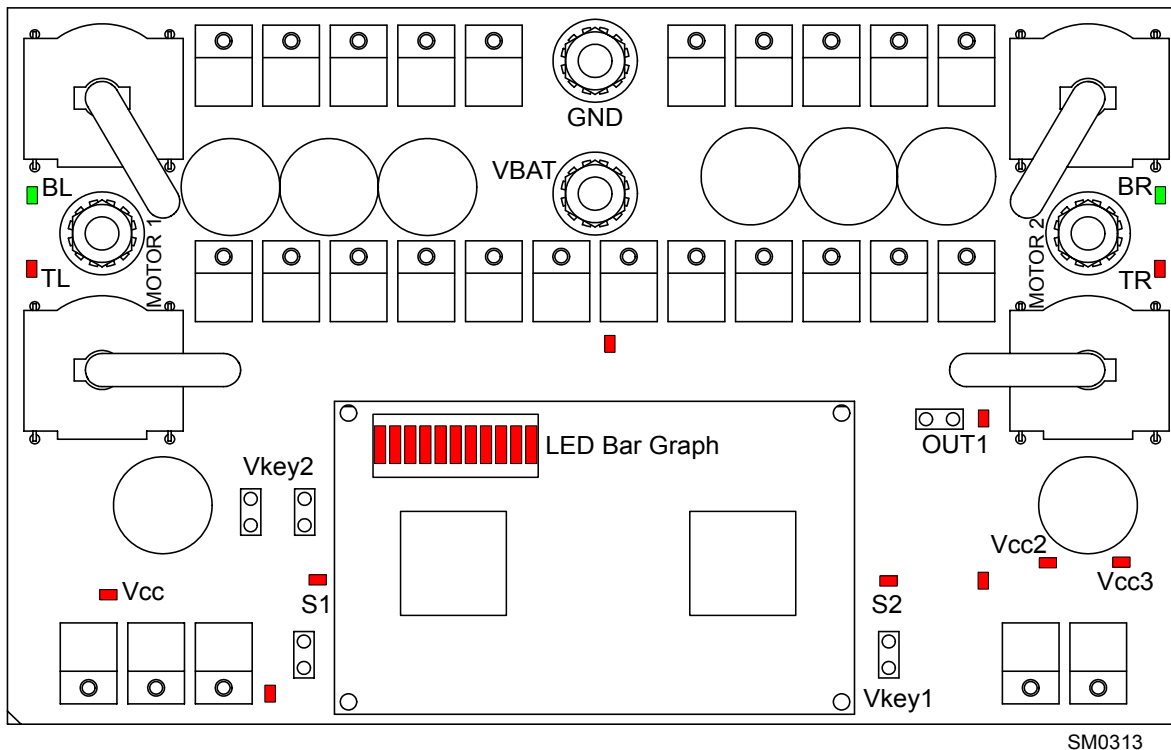 GND
VBAT
BL
BR
MOTOR 1
MOTOR 2
TL
TR
LED Bar Graph
OUT1
Vkey2
Vcc2
Vcc
S1
S2
Vcc3
Vkey1
SM0313